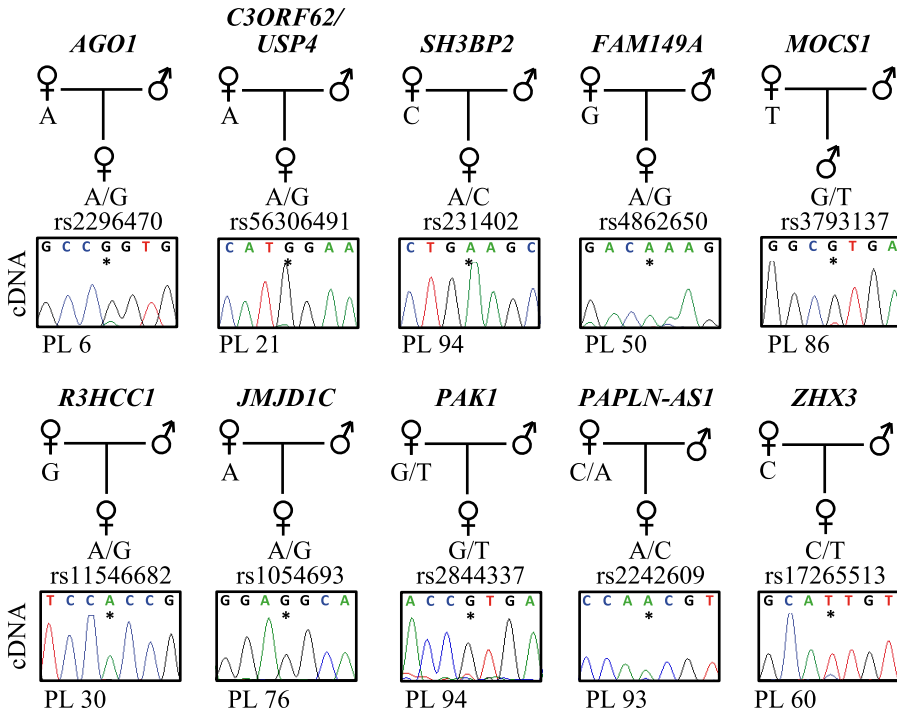 AGO1
C3ORF62/
USP4
SH3BP2
FAM149A
MOCS1
A
A
C
G
T
A/G
A/G
A/C
A/G
G/T
rs2296470
rs56306491
rs231402
rs4862650
rs3793137
cDNA
G C C G G T G
C A T G G A A
C T G A A G C
G A C A A A G
G G C G T G A
*
*
*
*
*
PL 6
PL 21
PL 94
PL 50
PL 86
R3HCC1
JMJD1C
PAK1
PAPLN-AS1
ZHX3
G
A
G/T
C/A
C
A/G
A/G
G/T
A/C
C/T
rs11546682
rs1054693
rs2844337
rs2242609
rs17265513
cDNA
T C C A C C G
G G A G G C A
A C C G T G A
C C A A C G T
G C A T T G T
*
*
*
*
*
PL 30
PL 76
PL 94
PL 93
PL 60